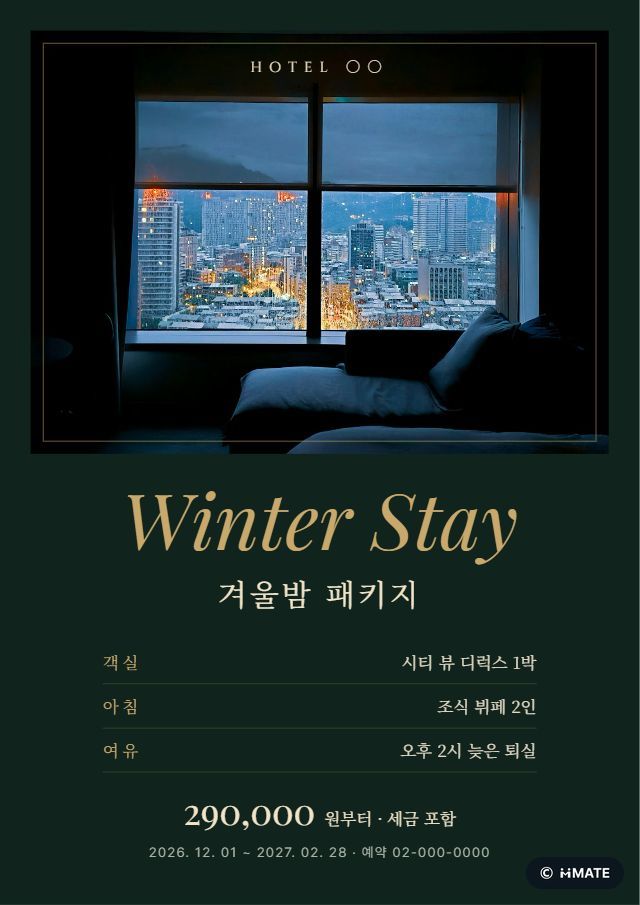 HOTEL ○○
Winter Stay
겨울밤 패키지
객실 시티 뷰 디럭스 1박
아침 조식 뷔페 2인
여유 오후 2시 늦은 퇴실
290,000 원부터 · 세금 포함
2026. 12. 01 ~ 2027. 02. 28 · 예약 02-000-0000
© MMATE